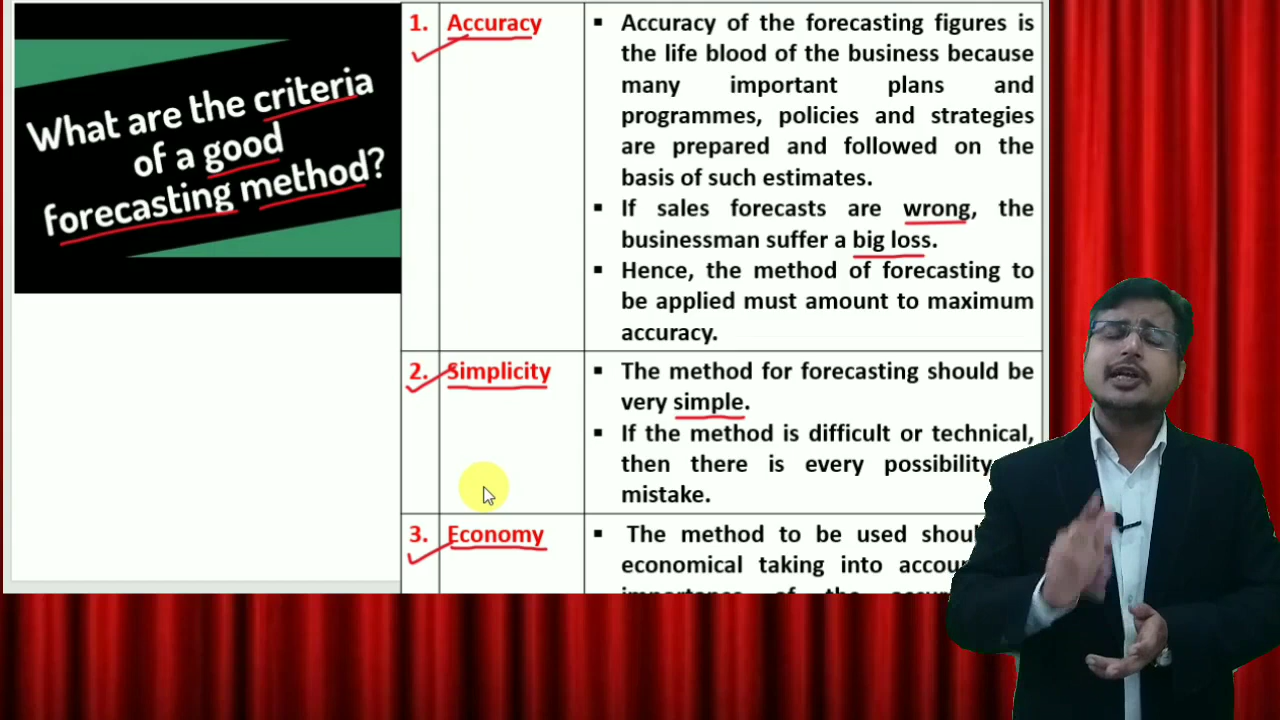 What are the criteria
of a good
forecasting method?
1. Accuracy
▪ Accuracy of the forecasting figures is
the life blood of the business because
many important plans and
programmes, policies and strategies
are prepared and followed on the
basis of such estimates.
▪ If sales forecasts are wrong, the
businessman suffer a big loss.
▪ Hence, the method of forecasting to
be applied must amount to maximum
accuracy.
2. Simplicity
▪ The method for forecasting should be
very simple.
▪ If the method is difficult or technical,
then there is every possibility
mistake.
3. Economy
▪ The method to be used
economical taking into